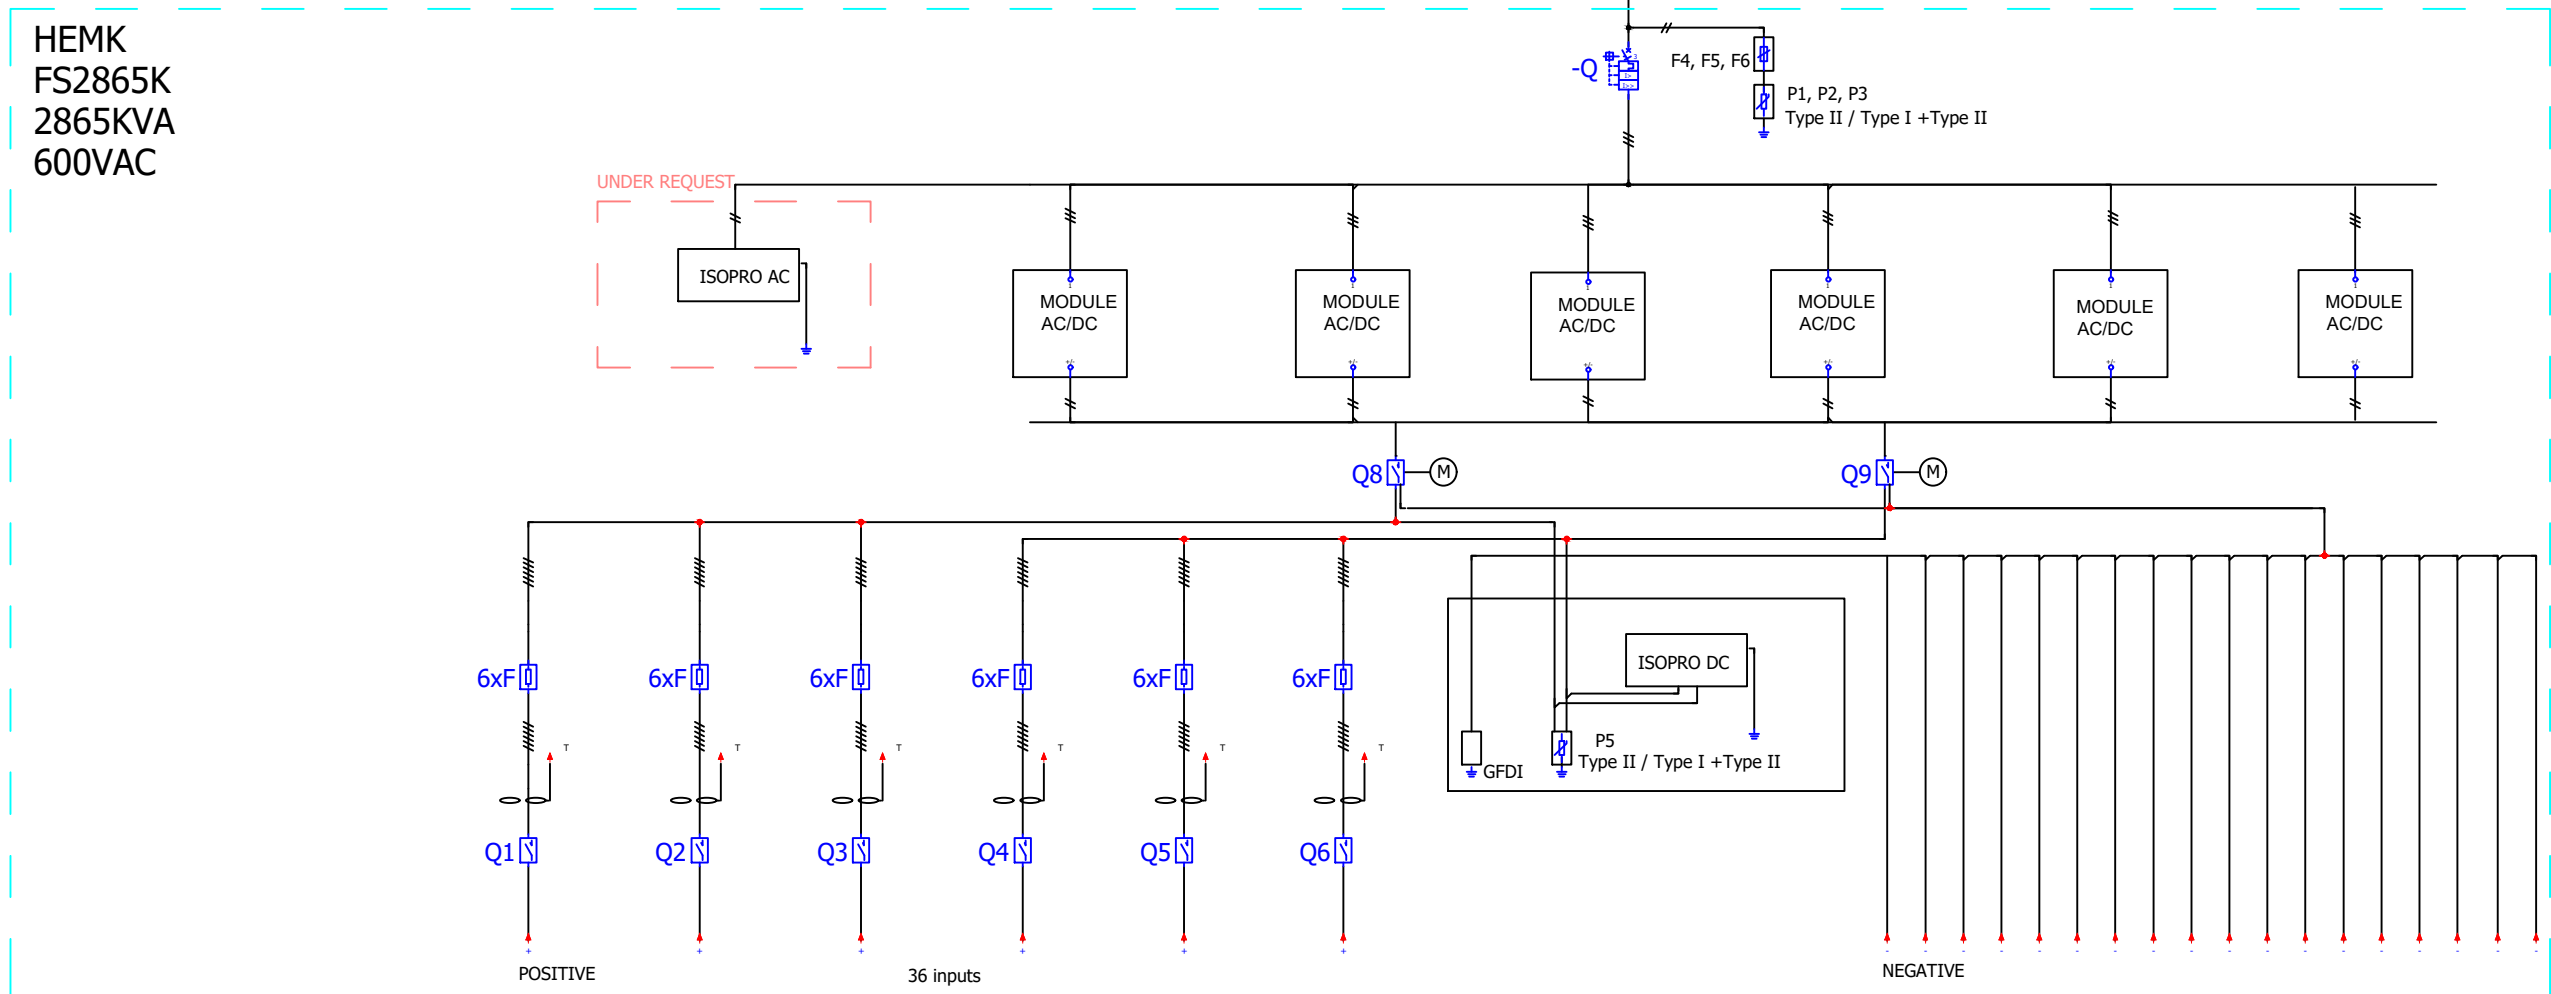 HEMK
FS2865K
2865KVA
600VAC
-Q
F4, F5, F6
P1, P2, P3
Type II / Type I +Type II
UNDER REQUEST
ISOPRO AC
MODULE
AC/DC
MODULE
AC/DC
MODULE
AC/DC
MODULE
AC/DC
MODULE
AC/DC
MODULE
AC/DC
Q8
M
Q9
M
6xF
6xF
6xF
6xF
6xF
6xF
ISOPRO DC
T
T
T
T
T
T
P5
Type II / Type I +Type II
GFDI
Q1
Q2
Q3
Q4
Q5
Q6
POSITIVE
36 inputs
NEGATIVE